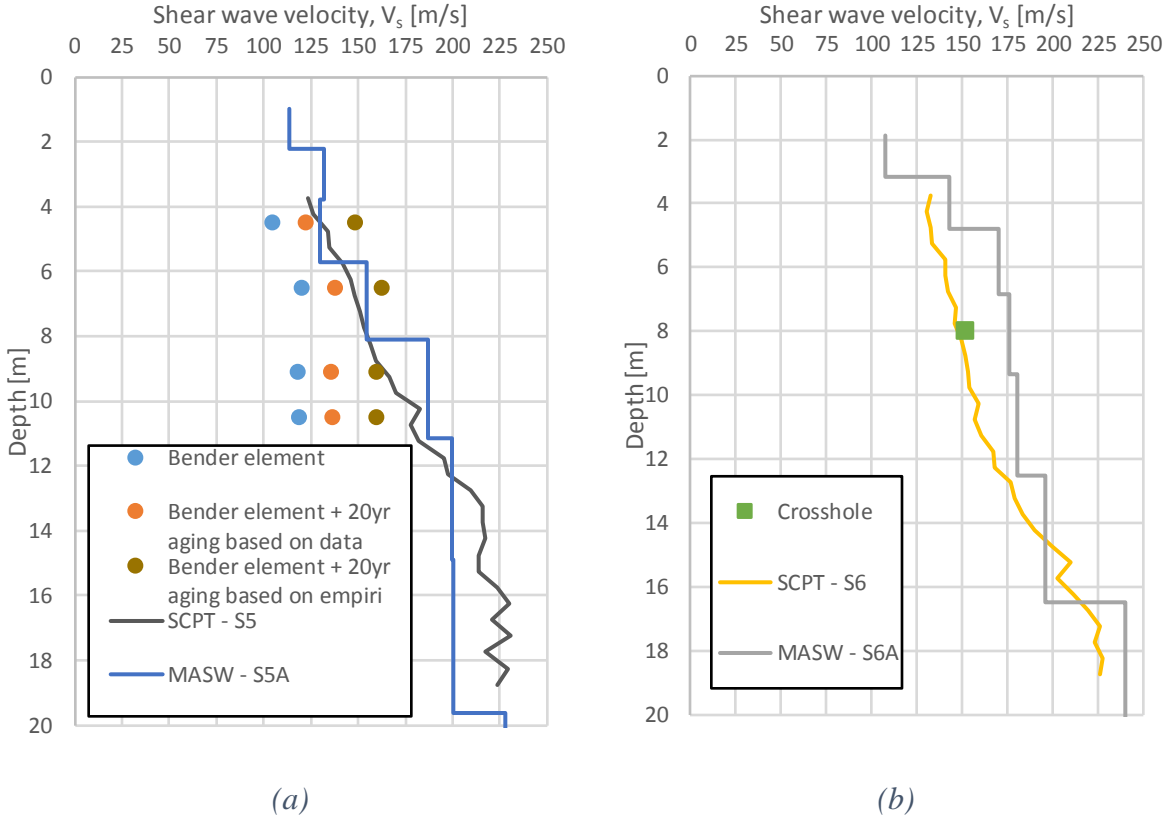 Shear wave velocity, Vs [m/s]
0 25 50 75 100 125 150 175 200 225 250
0
2
4
6
8
10
12
14
16
18
20
Depth [m]
Bender element
Bender element + 20yr
aging based on data
Bender element + 20yr
aging based on empiri
SCPT - S5
MASW - S5A
(a)
Shear wave velocity, Vs [m/s]
0 25 50 75 100 125 150 175 200 225 250
0
2
4
6
8
10
12
14
16
18
20
Depth [m]
Crosshole
SCPT - S6
MASW - S6A
(b)